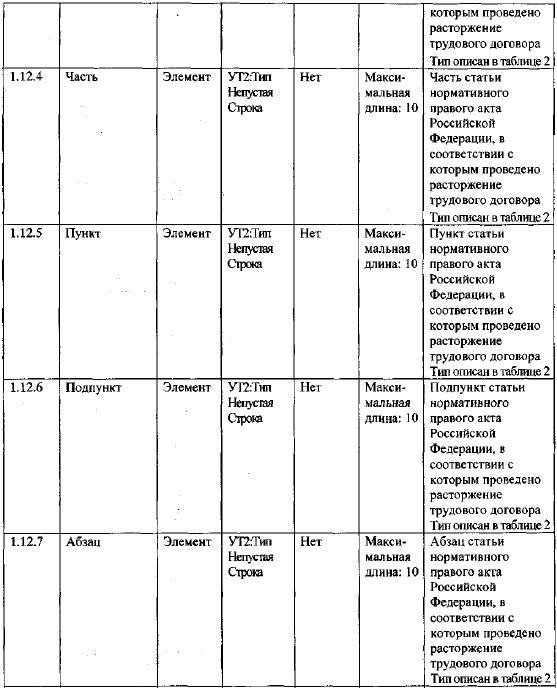 которым проведено
расторжение
трудового договора
Тип описан в таблице 2
1.12.4 Часть Элемент УТ2:Тип Нет Макси- Часть статьи
Непустая мальная нормативного
Строка длина: 10 правого акта
Российской
Федерации, в
соответствии с
которым проведено
расторжение
трудового договора
Тип описан в таблице 2
1.12.5 Пункт Элемент УТ2:Тип Нет Макси- Пункт статьи
Непустая мальная нормативного
Строка длина: 10 правого акта
Российской
Федерации, в
соответствии с
которым проведено
расторжение
трудового договора
Тип описан в таблице 2
1.12.6 Подпункт Элемент УТ2:Тип Нет Макси- Подпункт статьи
Непустая мальная нормативного
Строка длина: 10 правого акта
Российской
Федерации, в
соответствии с
которым проведено
расторжение
трудового договора
Тип описан в таблице 2
1.12.7 Абзац Элемент УТ2:Тип Нет Макси- Абзац статьи
Непустая мальная нормативного
Строка длина: 10 правого акта
Российской
Федерации, в
соответствии с
которым проведено
расторжение
трудового договора
Тип описан в таблице 2